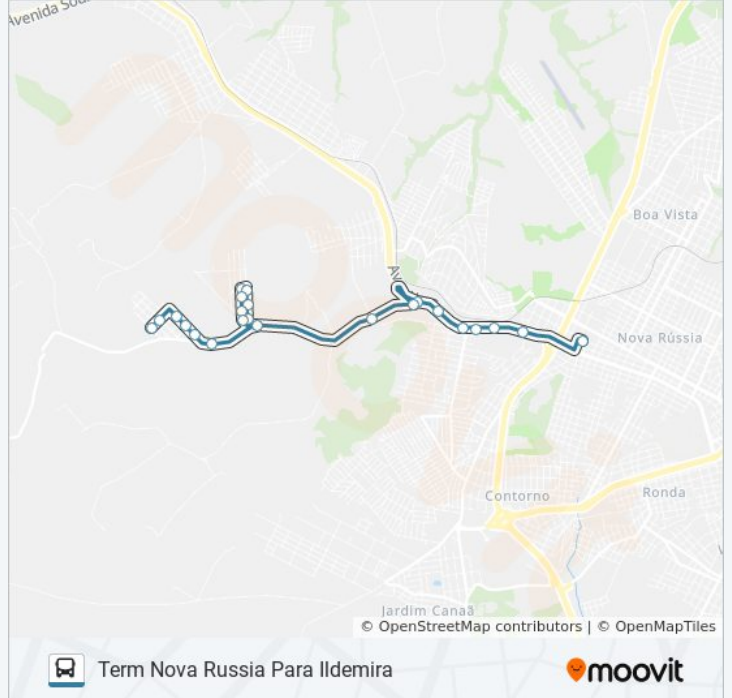 Avenida Sou
Boa Vista
Av
Nova Rússia
Contorno
Ronda
Jardim Canaã
© OpenStreetMap contributors | © OpenMapTiles
Term Nova Russia Para Ildemira
moovit